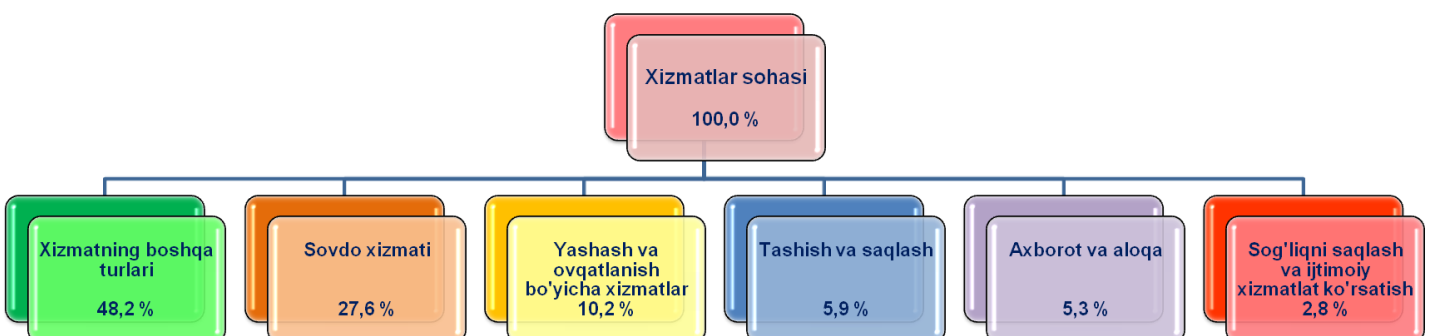 Xizmatlar sohasi
100,0 %
Xizmatning boshqa
turlari
48,2 %
Sovdo xizmati
27,6 %
Yashash va
ovqatlanish
bo'yicha xizmatlar
10,2 %
Tashish va saqlash
5,9 %
Axborot va aloqa
5,3 %
Sog'liqni saqlash
va ijtimoiy
xizmatlat ko'rsatish
2,8 %